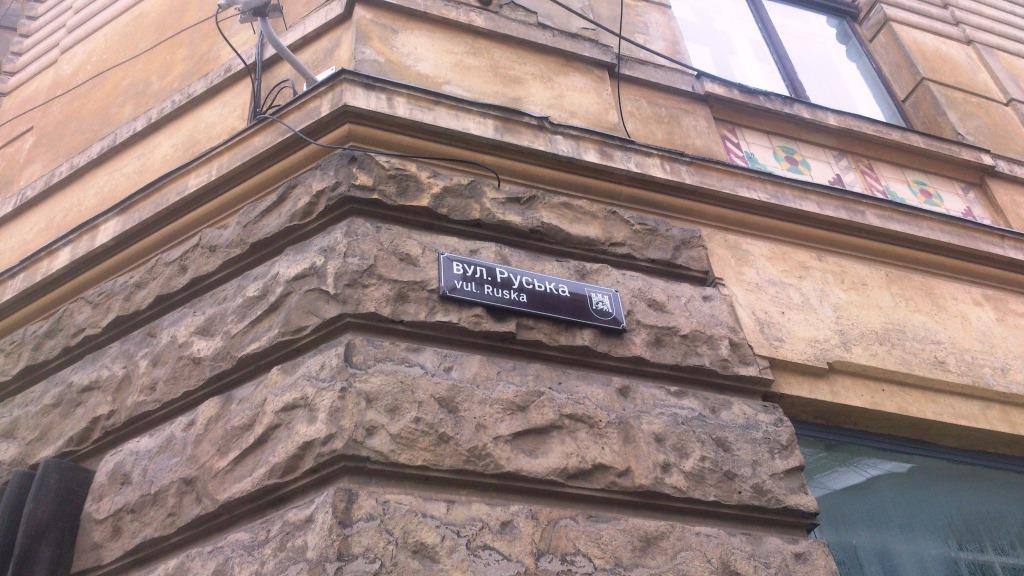 вул. Руська
vul. Ruska